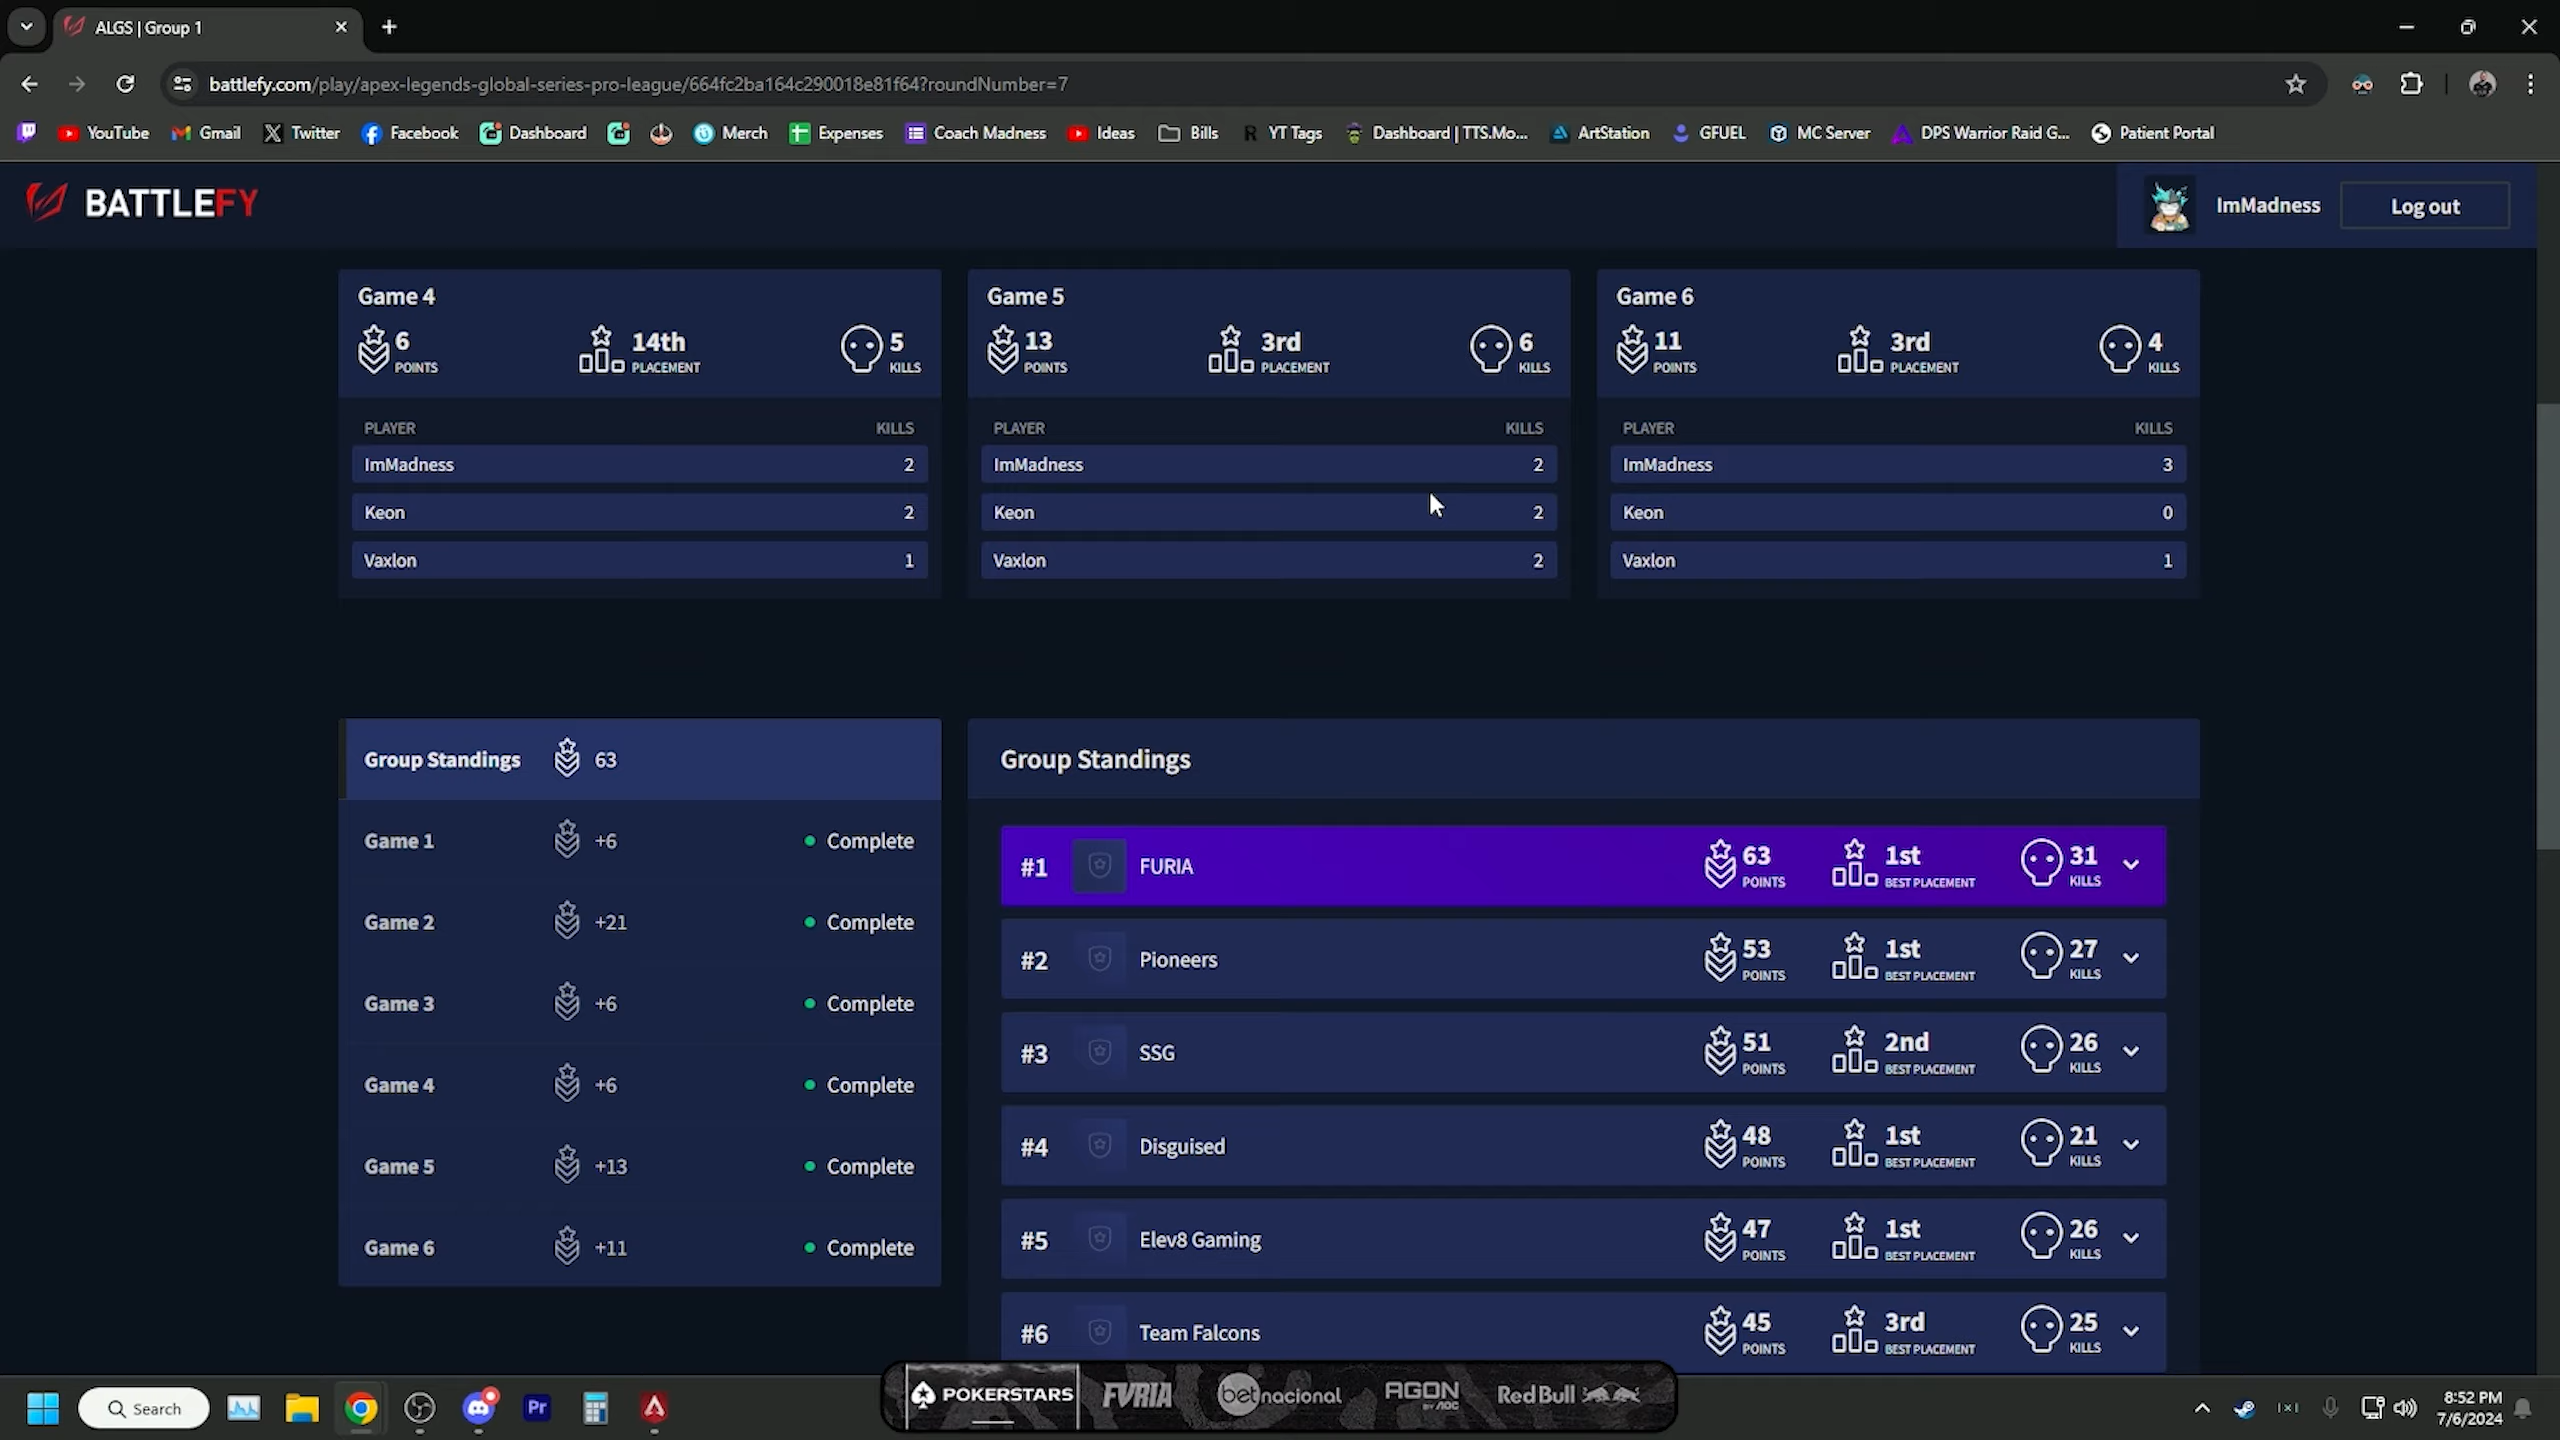 ALGS | Group 1
battlefy.com/play/apex-legends-global-series-pro-league/664fc2ba164c290018e81f64?roundNumber=7
YouTube Gmail Twitter Facebook Dashboard Merch Expenses Coach Madness Ideas Bills YT Tags Dashboard | TTS.Mo... ArtStation GFUEL MC Server DPS Warrior Raid G... Patient Portal
BATTLEFY
ImMadness Log out
Game 4
6 POINTS 14th PLACEMENT 5 KILLS
PLAYER KILLS
ImMadness 2
Keon 2
Vaxlon 1
Game 5
13 POINTS 3rd PLACEMENT 6 KILLS
PLAYER KILLS
ImMadness 2
Keon 2
Vaxlon 2
Game 6
11 POINTS 3rd PLACEMENT 4 KILLS
PLAYER KILLS
ImMadness 3
Keon 0
Vaxlon 1
Group Standings 63
Game 1 +6 Complete
Game 2 +21 Complete
Game 3 +6 Complete
Game 4 +6 Complete
Game 5 +13 Complete
Game 6 +11 Complete
Group Standings
#1 FURIA 63 POINTS 1st BEST PLACEMENT 31 KILLS
#2 Pioneers 53 POINTS 1st BEST PLACEMENT 27 KILLS
#3 SSG 51 POINTS 2nd BEST PLACEMENT 26 KILLS
#4 Disguised 48 POINTS 1st BEST PLACEMENT 21 KILLS
#5 Elev8 Gaming 47 POINTS 1st BEST PLACEMENT 26 KILLS
#6 Team Falcons 45 POINTS 3rd BEST PLACEMENT 25 KILLS
POKERSTARS FVRIA betnacional AGON BY AOC Red Bull
Search
Pr
8:52 PM
7/6/2024